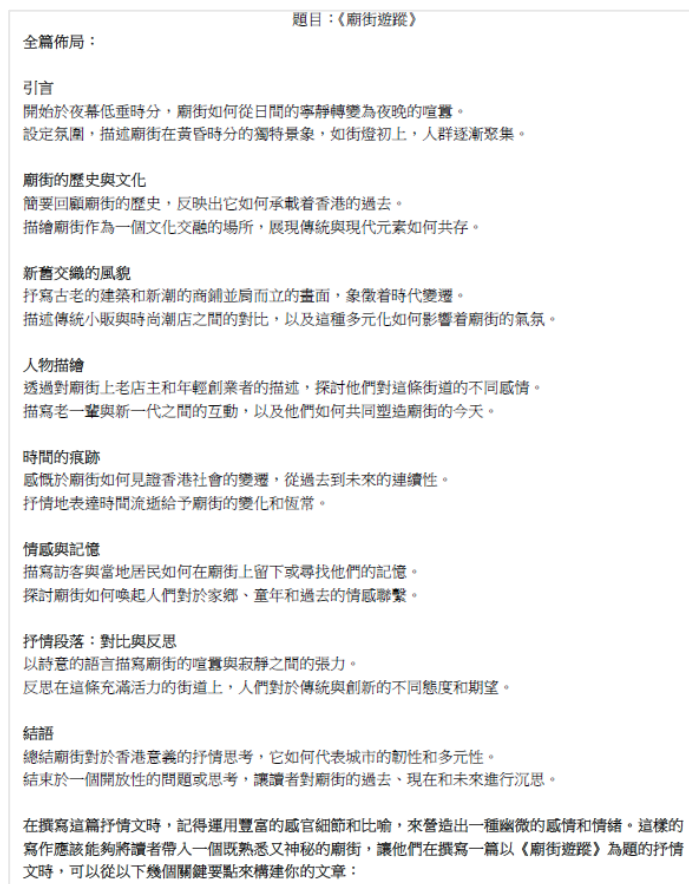 題目：《廟街遊蹤》
全篇佈局：
引言
開始於夜幕低垂時分，廟街如何從日間的寧靜轉變為夜晚的喧囂。
設定氛圍，描述廟街在黃昏時分的獨特景象，如街燈初上，人群逐漸聚集。
廟街的歷史與文化
簡要回顧廟街的歷史，反映出它如何承載着香港的過去。
描繪廟街作為一個文化交融的場所，展現傳統與現代元素如何共存。
新舊交織的風貌
抒寫古老的建築和新潮的商鋪並肩而立的畫面，象徵着時代變遷。
描述傳統小販與時尚潮店之間的對比，以及這種多元化如何影響着廟街的氣氛。
人物描繪
透過對廟街上老店主和年輕創業者的描述，探討他們對這條街道的不同感情。
描寫老一輩與新一代之間的互動，以及他們如何共同塑造廟街的今天。
時間的痕跡
感慨於廟街如何見證香港社會的變遷，從過去到未來的連續性。
抒情地表達時間流逝給予廟街的變化和恆常。
情感與記憶
描寫訪客與當地居民如何在廟街上留下或尋找他們的記憶。
探討廟街如何喚起人們對於家鄉、童年和過去的情感聯繫。
抒情段落：對比與反思
以詩意的語言描寫廟街的喧囂與寂靜之間的張力。
反思在這條充滿活力的街道上，人們對於傳統與創新的不同態度和期望。
結語
總結廟街對於香港意義的抒情思考，它如何代表城市的韌性和多元性。
結束於一個開放性的問題或思考，讓讀者對廟街的過去、現在和未來進行沉思。
在撰寫這篇抒情文時，記得運用豐富的感官細節和比喻，來營造出一種幽微的感情和情緒。這樣的
寫作應該能夠將讀者帶入一個既熟悉又神秘的廟街，讓他們在撰寫一篇以《廟街遊蹤》為題的抒情
文時，可以從以下幾個關鍵要點來構建你的文章：